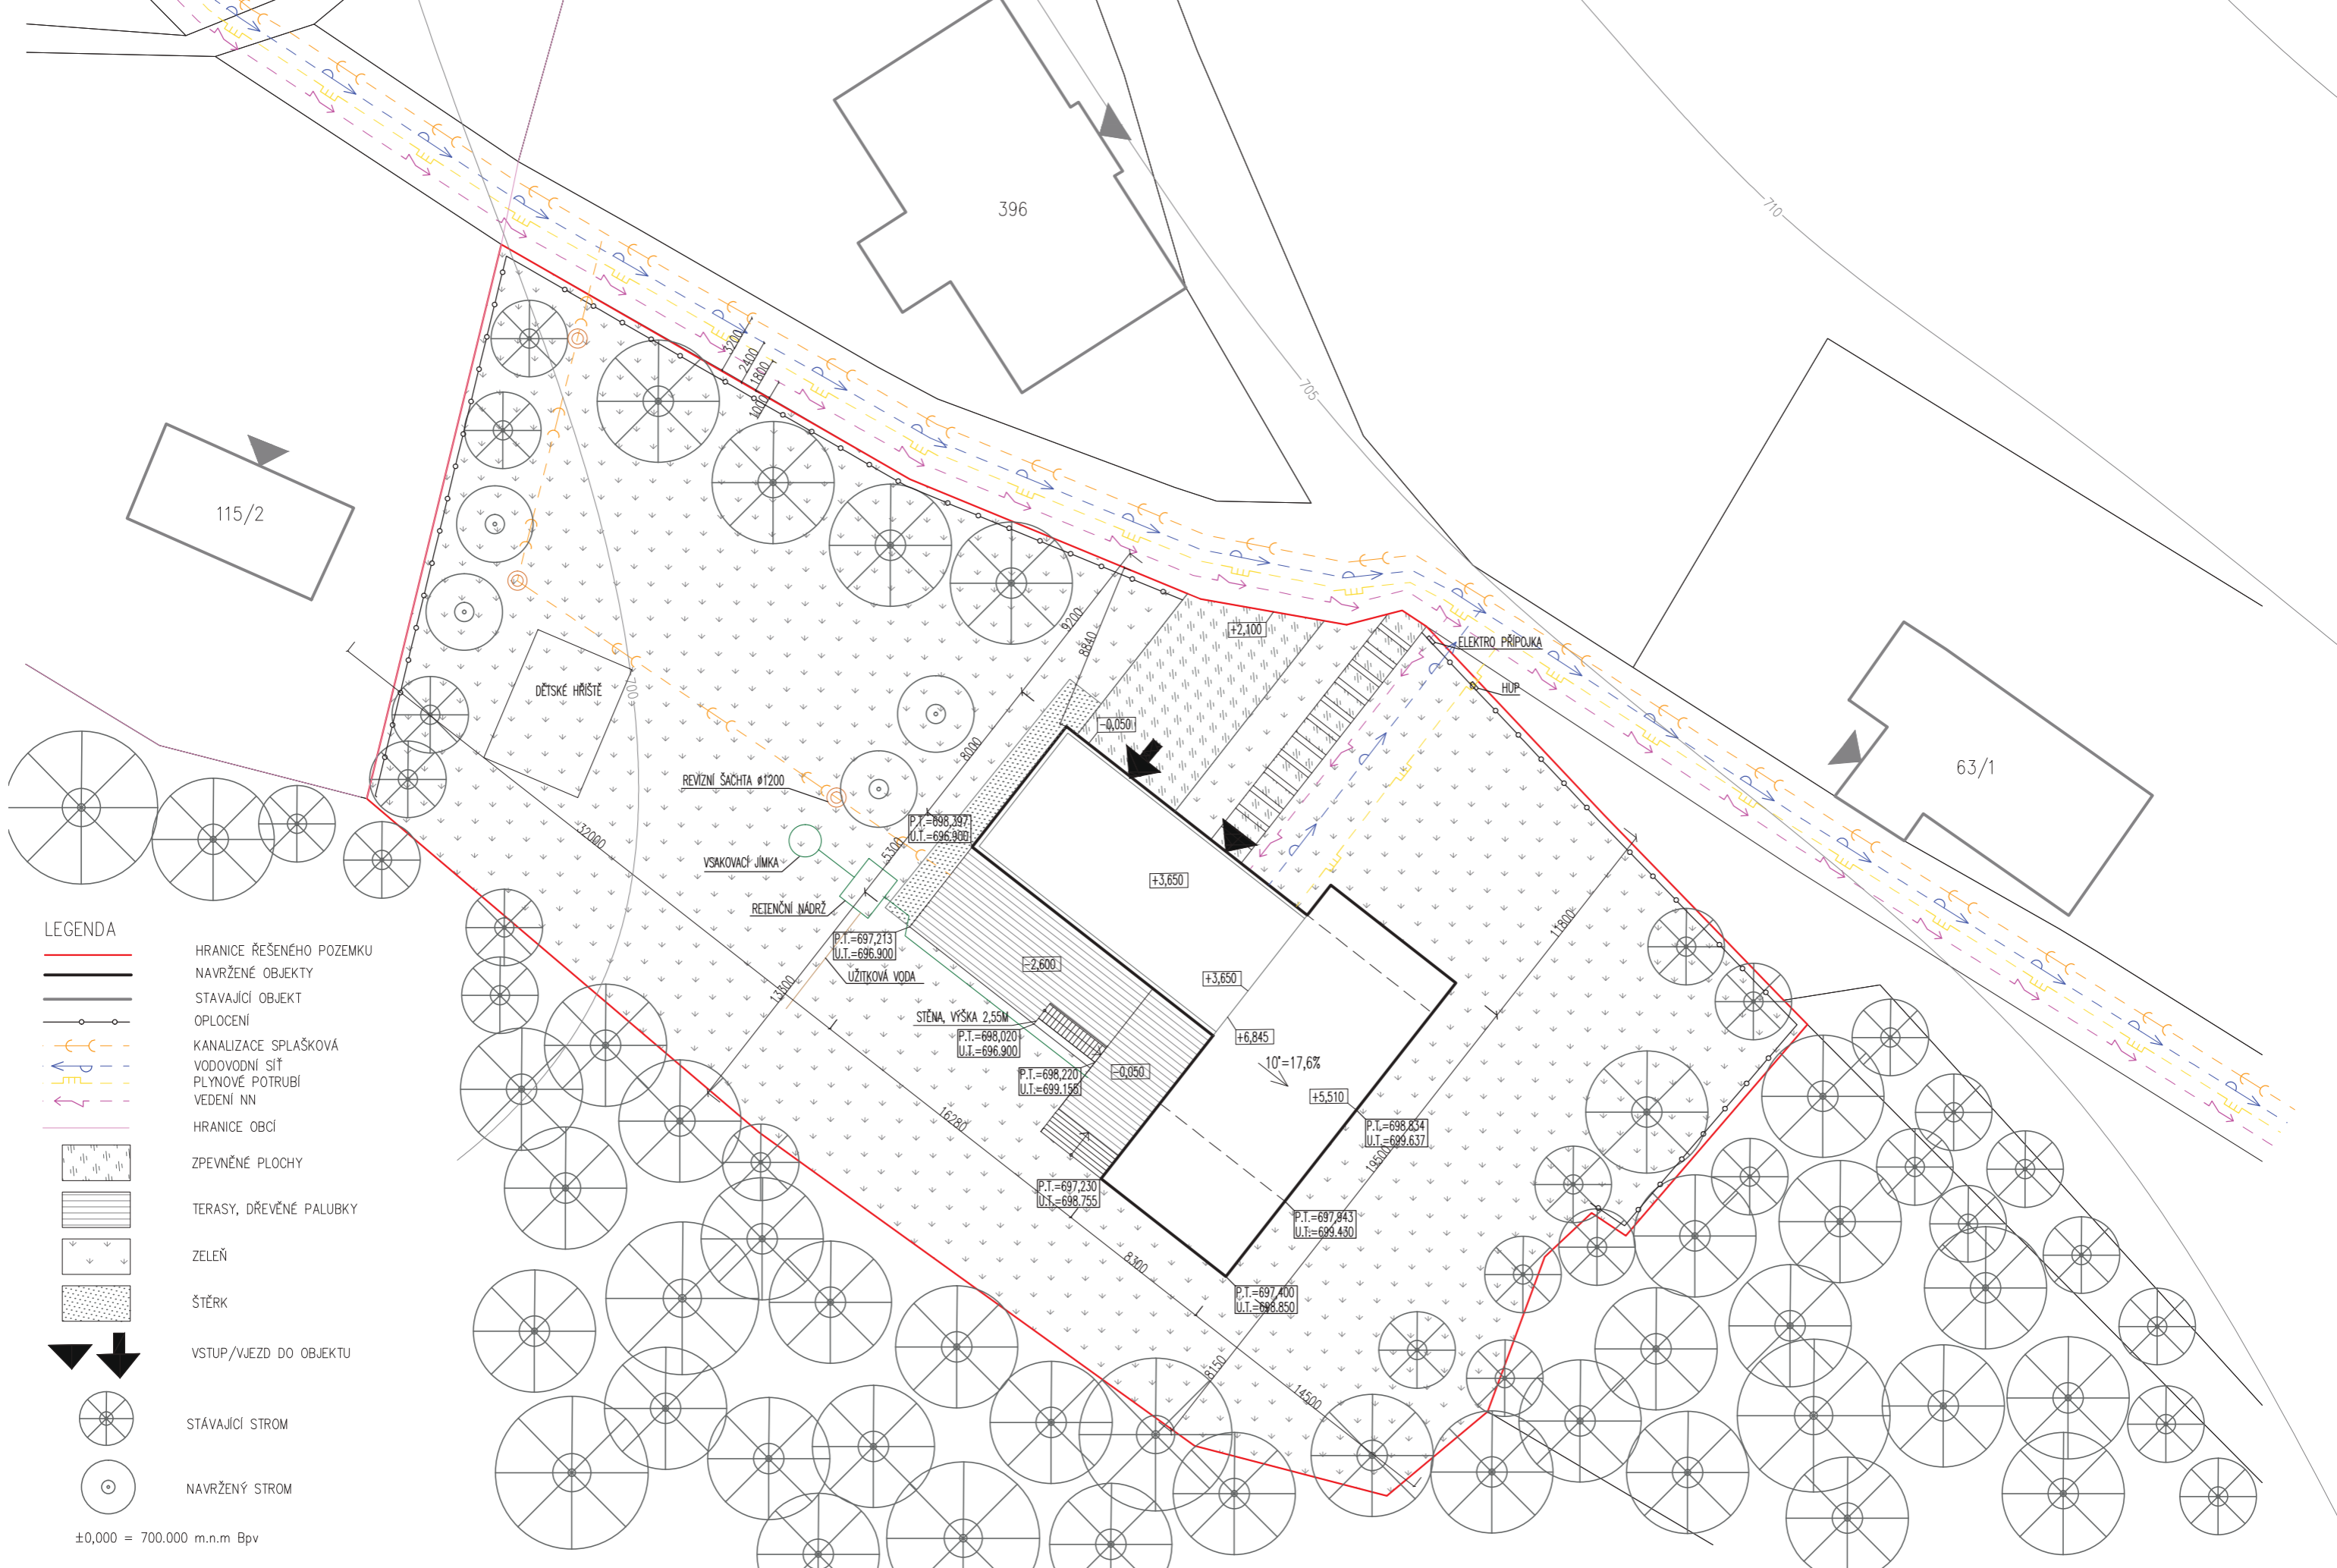 396
710
705
115/2
3200
2400
1800
1000
63/1
+2,100
ELEKTRO PŘÍPOJKA
HUP
9200
8840
DĚTSKÉ HŘIŠTĚ
700
-0,050
8000
REVÍZNÍ ŠACHTA ø1200
P.T.=698,397
U.T.=696.900
32000
5300
VSAKOVACÍ JÍMKA
+3,650
RETENČNÍ NÁDRŽ
11800
P.T.=697,213
U.T.=696.900
-2,600
UŽITKOVÁ VODA
+3,650
13500
STĚNA, VÝŠKA 2,55M
P.T.=698,020
U.T.=696.900
+6,845
10°=17,6%
P.T.=698,220
U.T.=699.155
-0,050
+5,510
16280
P.T.=698,834
U.T.=699.637
19500
P.T.=697,230
U.T.=698.755
P.T.=697,943
U.T.=699.430
8300
P.T.=697,400
U.T.=698.850
8150
14500
LEGENDA
HRANICE ŘEŠENÉHO POZEMKU
NAVRŽENÉ OBJEKTY
STAVAJÍCÍ OBJEKT
OPLOCENÍ
KANALIZACE SPLAŠKOVÁ
VODOVODNÍ SÍŤ
PLYNOVÉ POTRUBÍ
VEDENÍ NN
HRANICE OBCÍ
ZPEVNĚNÉ PLOCHY
TERASY, DŘEVĚNÉ PALUBKY
ZELEŇ
ŠTĚRK
VSTUP/VJEZD DO OBJEKTU
STÁVAJÍCÍ STROM
NAVRŽENÝ STROM
±0,000 = 700.000 m.n.m Bpv